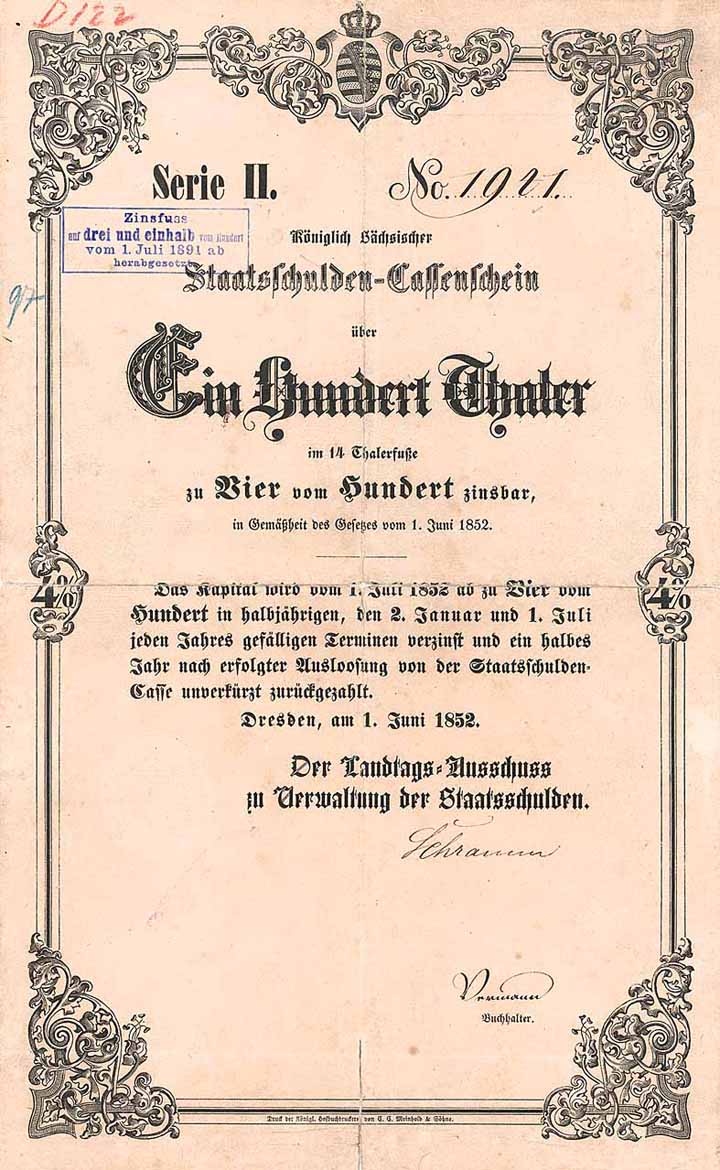 D122
Serie II. No. 1921.
Zinsfuss
auf drei und einhalb vom Hundert
vom 1. Juli 1891 ab
herabgesetzt
97
Königlich Sächsischer
Staatsschulden-Cassenschein
über
Ein Hundert Thaler
im 14 Thalerfuße
zu Vier vom Hundert zinsbar,
in Gemäßheit des Gesetzes vom 1. Juni 1852.
4% 4%
Das Kapital wird vom 1. Juli 1852 ab zu Vier vom
Hundert in halbjährigen, den 2. Januar und 1. Juli
jeden Jahres gefälligen Terminen verzinst und ein halbes
Jahr nach erfolgter Ausloosung von der Staatsschulden-
Casse unverkürzt zurückgezahlt.
Dresden, am 1. Juni 1852.
Der Landtags-Ausschuss
zu Verwaltung der Staatsschulden.
Schramm
Buchhalter.
Druck der Königl. Hofbuchdruckerei von C. C. Meinhold & Söhne.